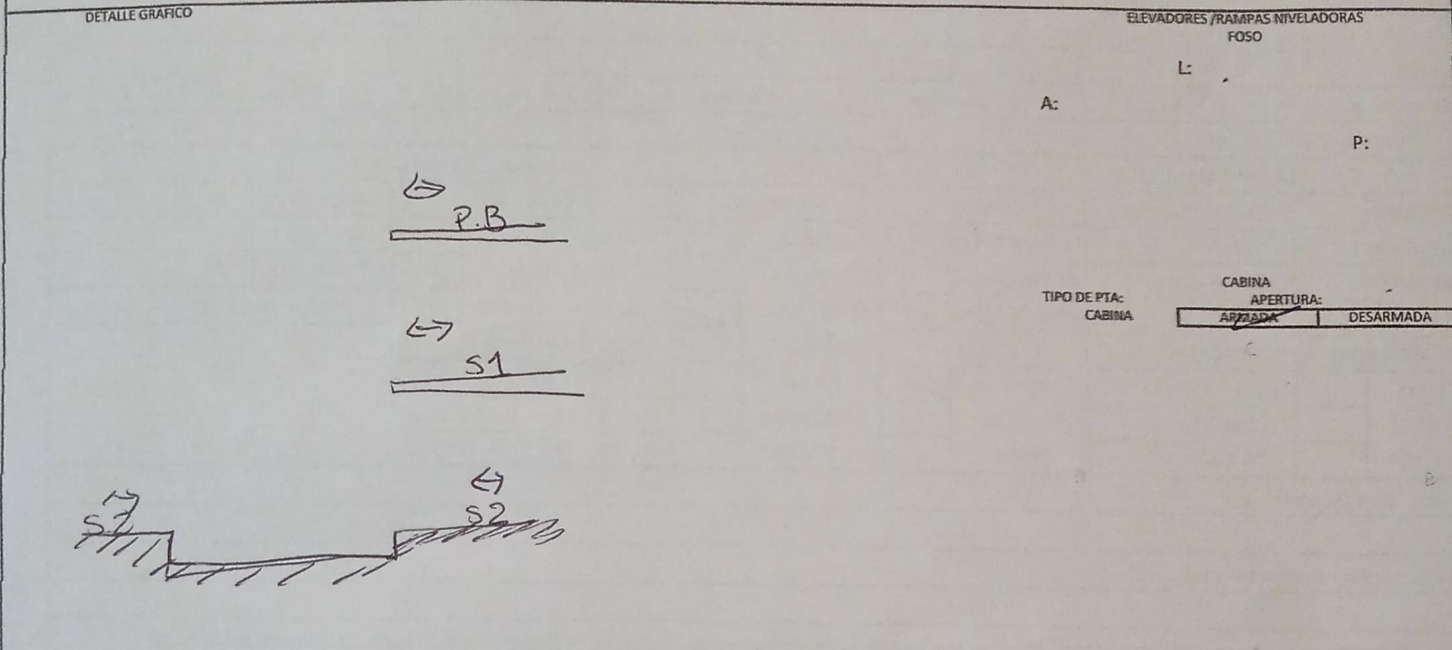 DETALLE GRAFICO
ELEVADORES /RAMPAS NIVELADORAS
FOSO
L:
A:
P:
P.B
S1
CABINA
TIPO DE PTA: APERTURA:
CABINA ARMADA DESARMADA
S2
S2